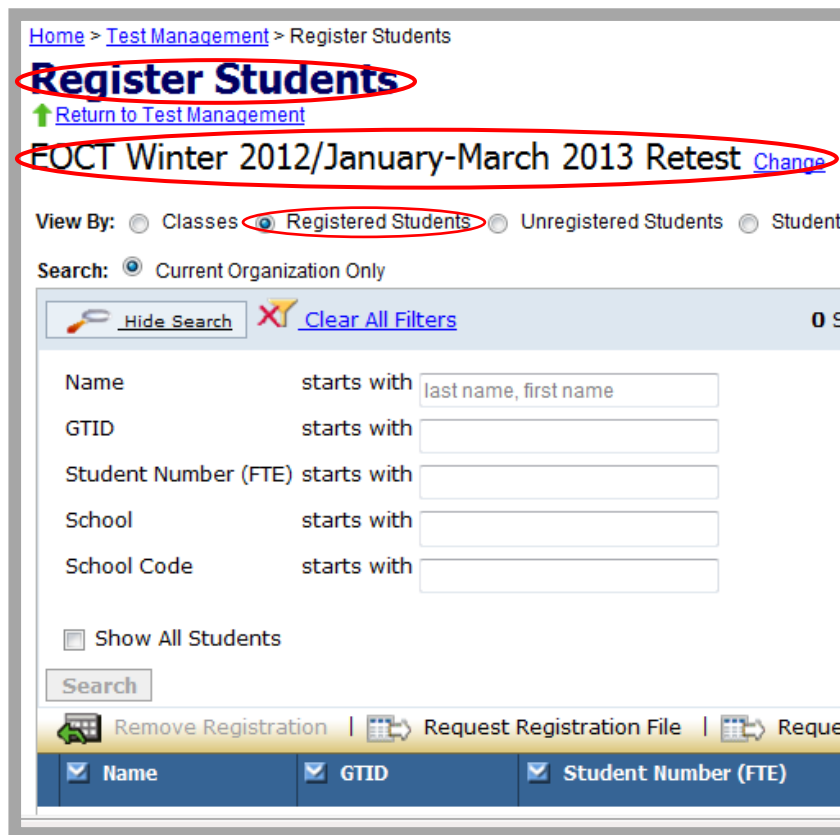 Home > Test Management > Register Students
Register Students
Return to Test Management
EOCT Winter 2012/January-March 2013 Retest Change
View By: Classes Registered Students Unregistered Students Student
Search: Current Organization Only
Hide Search Clear All Filters 0 S
Name starts with last name, first name
GTID starts with
Student Number (FTE) starts with
School starts with
School Code starts with
Show All Students
Search
Remove Registration | Request Registration File | Reque
Name GTID Student Number (FTE)